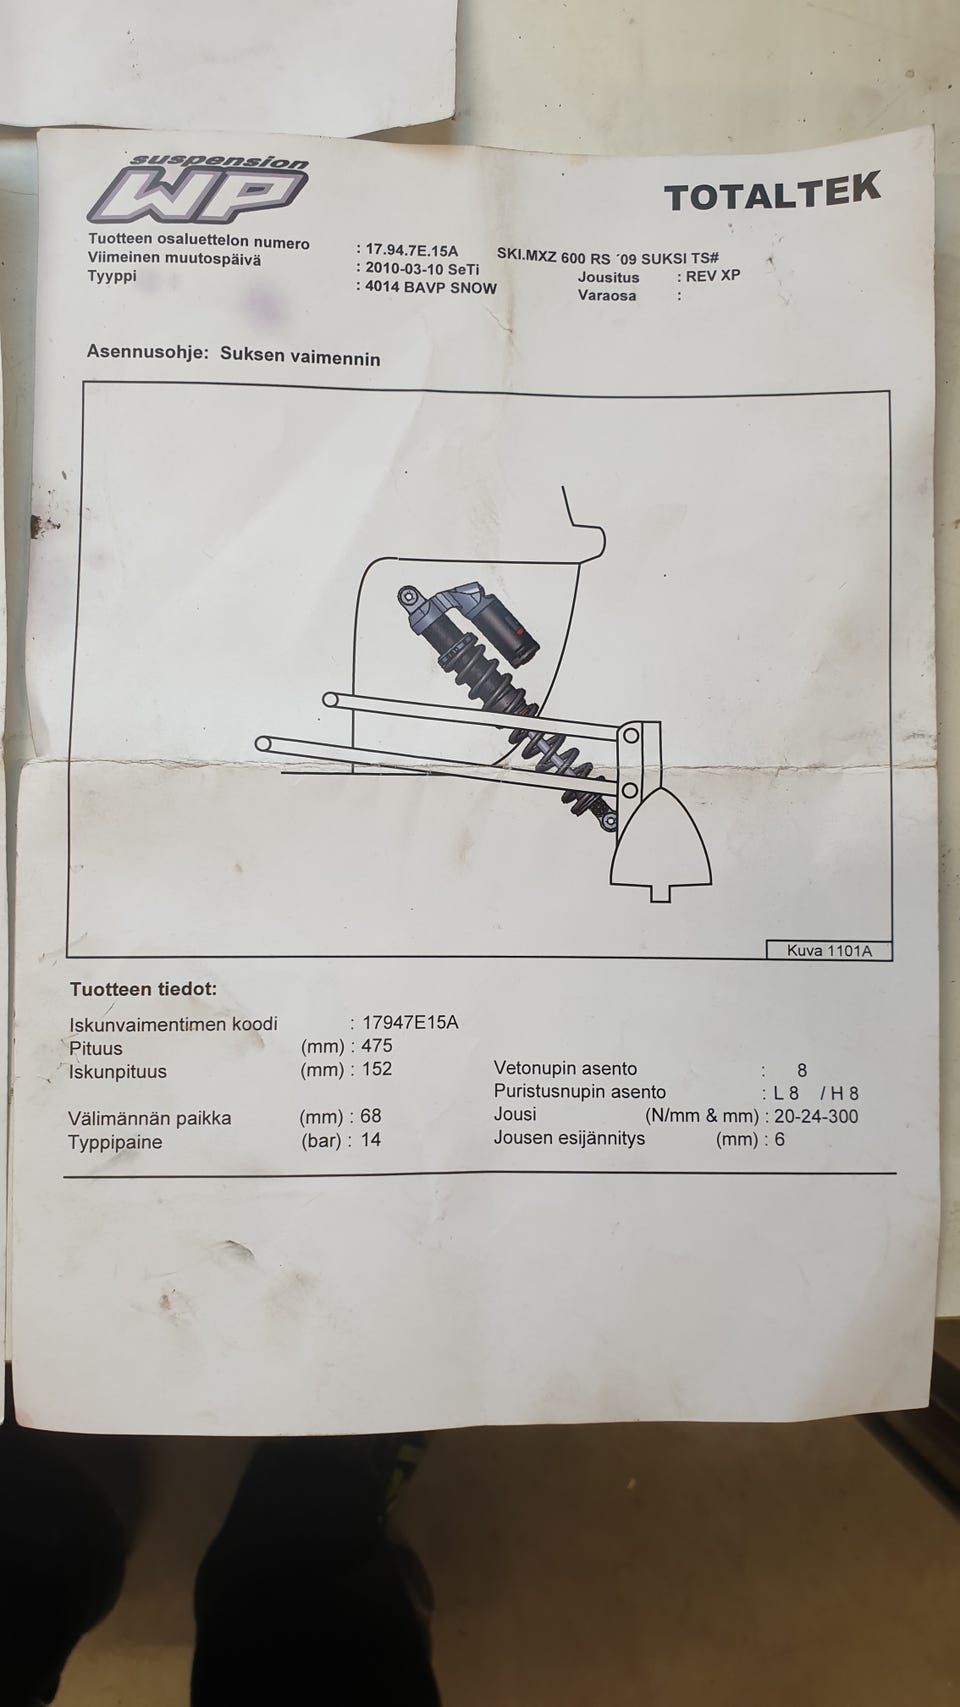 suspension
WP
TOTALTEK
Tuotteen osaluettelon numero : 17.94.7E.15A SKI.MXZ 600 RS ´09 SUKSI TS#
Viimeinen muutospäivä : 2010-03-10 SeTi Jousitus : REV XP
Tyyppi : 4014 BAVP SNOW Varaosa :
Asennusohje: Suksen vaimennin
Kuva 1101A
Tuotteen tiedot:
Iskunvaimentimen koodi : 17947E15A
Pituus (mm) : 475
Iskunpituus (mm) : 152 Vetonupin asento : 8
Puristusnupin asento : L 8 / H 8
Välimännän paikka (mm) : 68 Jousi (N/mm & mm) : 20-24-300
Typpipaine (bar) : 14 Jousen esijännitys (mm) : 6